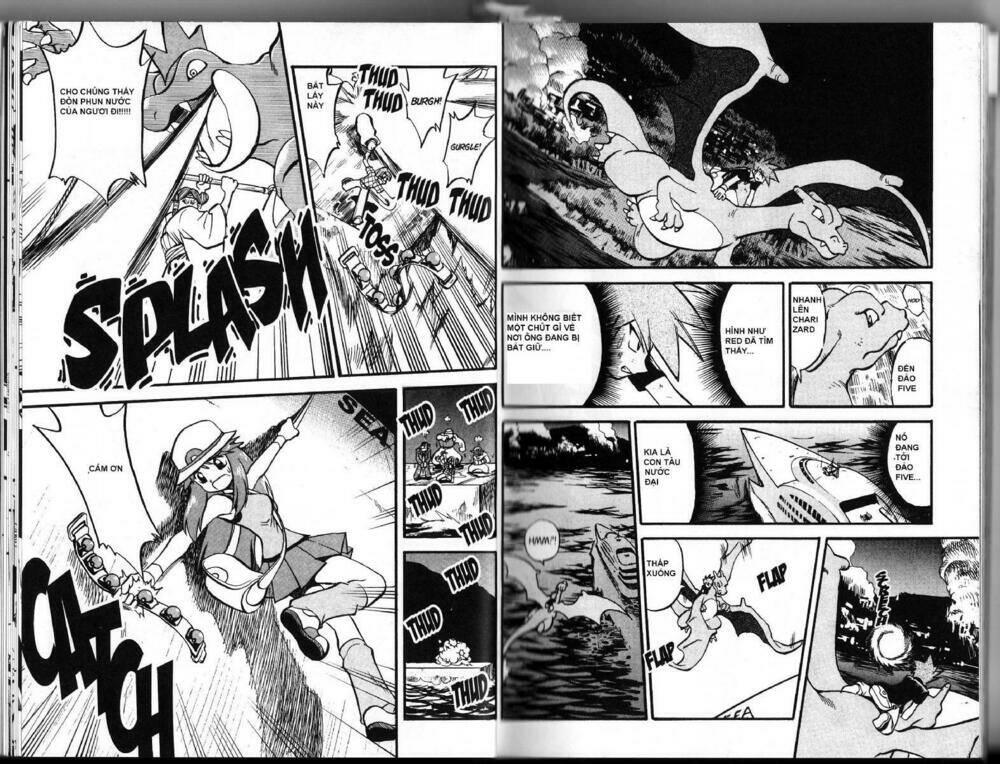 CHO CHÚNG THẤY
ĐÒN PHUN NƯỚC
CỦA NGƯƠI ĐI!!!!!
BẮT
LẤY
NÀY
THUD
THUD
BURGH!
GURGLE!
THUD
THUD
TOSS
SPLASH
CÁM ƠN
SEA
CATCH
THUD
THUD
THUD
THUD
THUD
THUD
THUD
NHANH
LÊN
CHARI
ZARD
ĐẾN
ĐẢO
FIVE
HÌNH NHƯ
RED ĐÃ TÌM
THẤY...
MÌNH KHÔNG BIẾT
MỘT CHÚT GÌ VỀ
NƠI ÔNG ĐANG BỊ
BẮT GIỮ....
NÓ
ĐANG
TỚI
ĐẢO
FIVE...
KIA LÀ
CON TÀU
NƯỚC
ĐẠI
HMM?!
THẤP
XUỐNG
FLAP
FLAP
SEA